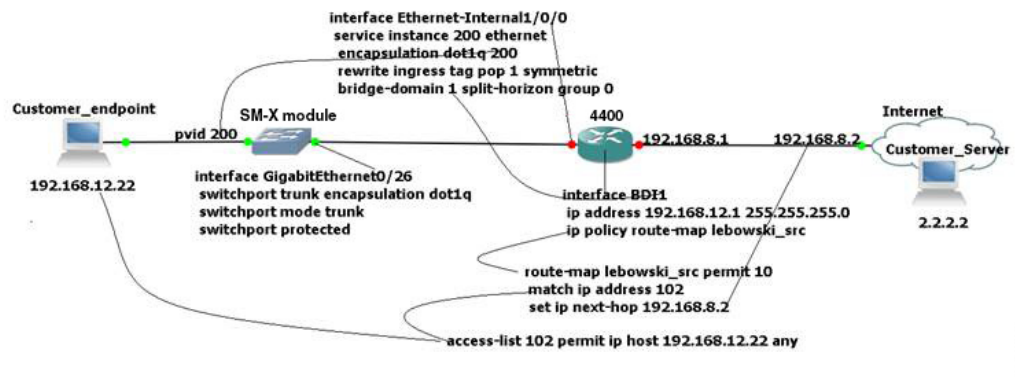 interface Ethernet-Internal1/0/0
service instance 200 ethernet
encapsulation dot1q 200
rewrite ingress tag pop 1 symmetric
bridge-domain 1 split-horizon group 0
Customer_endpoint
SM-X module
4400
Internet
pvid 200
192.168.8.1
192.168.8.2
Customer_Server
192.168.12.22
2.2.2.2
interface GigabitEthernet0/26
switchport trunk encapsulation dot1q
switchport mode trunk
switchport protected
interface BDI1
ip address 192.168.12.1 255.255.255.0
ip policy route-map lebowski_src
route-map lebowski_src permit 10
match ip address 102
set ip next-hop 192.168.8.2
access-list 102 permit ip host 192.168.12.22 any